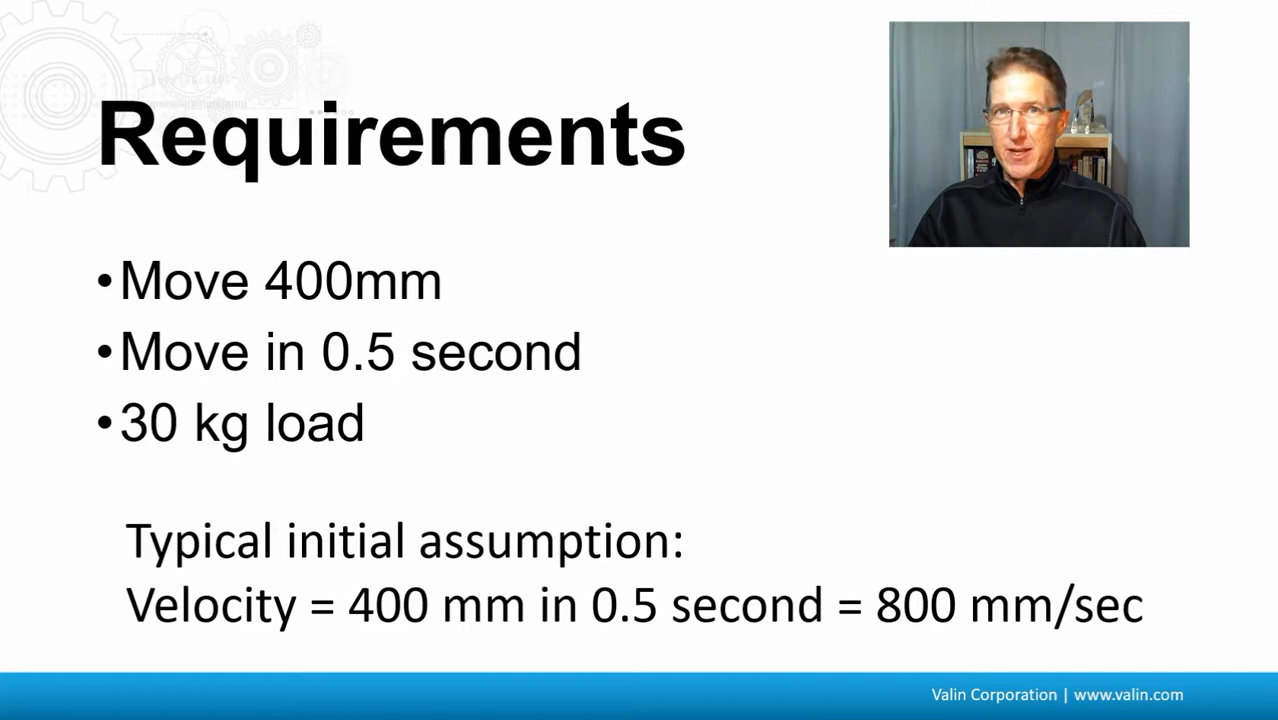 Requirements
•Move 400mm
•Move in 0.5 second
•30 kg load
Typical initial assumption:
Velocity = 400 mm in 0.5 second = 800 mm/sec
Valin Corporation | www.valin.com